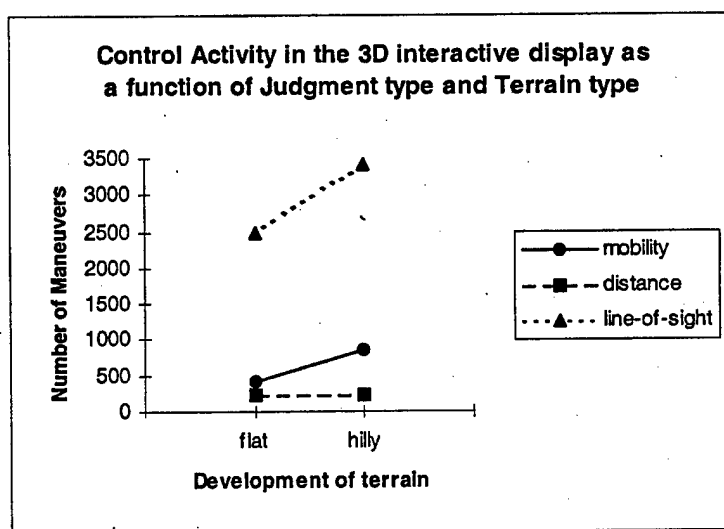 Control Activity in the 3D interactive display as
a function of Judgment type and Terrain type
3500
3000
2500
2000
1500
1000
500
0
Number of Maneuvers
flat
hilly
Development of terrain
mobility
distance
line-of-sight